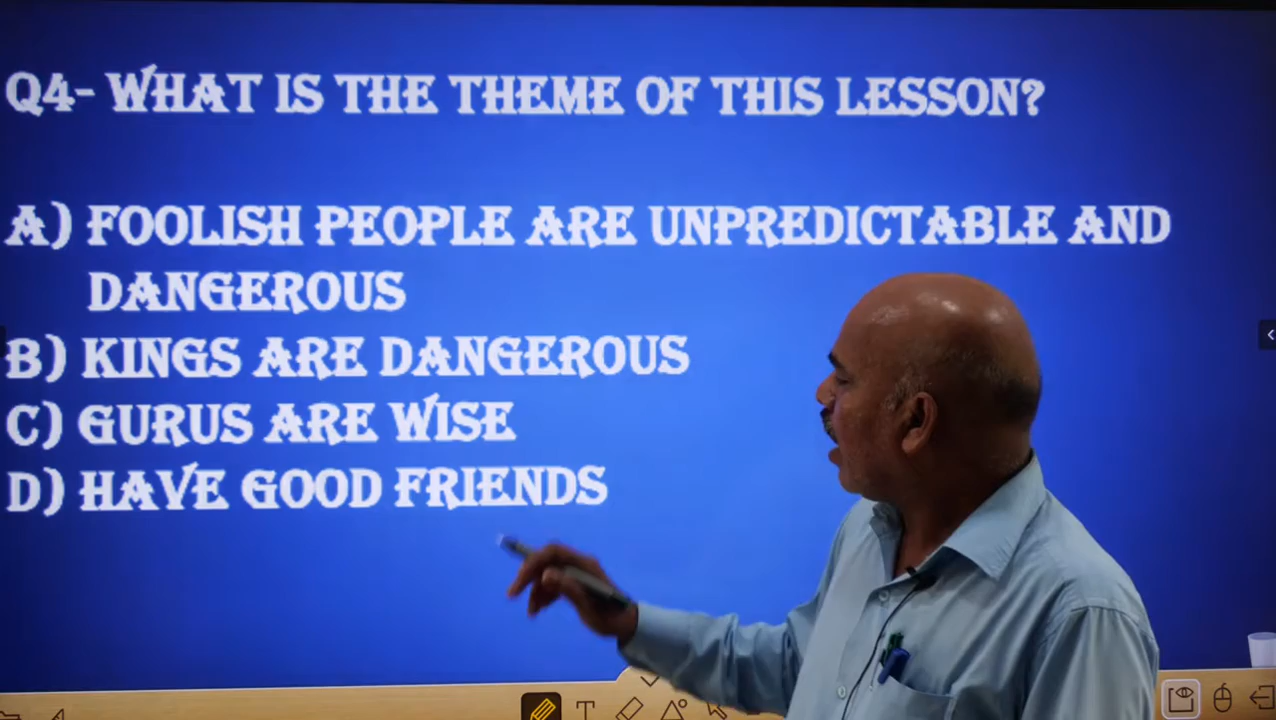 Q4- WHAT IS THE THEME OF THIS LESSON?
A) FOOLISH PEOPLE ARE UNPREDICTABLE AND
DANGEROUS
B) KINGS ARE DANGEROUS
C) GURUS ARE WISE
D) HAVE GOOD FRIENDS
T